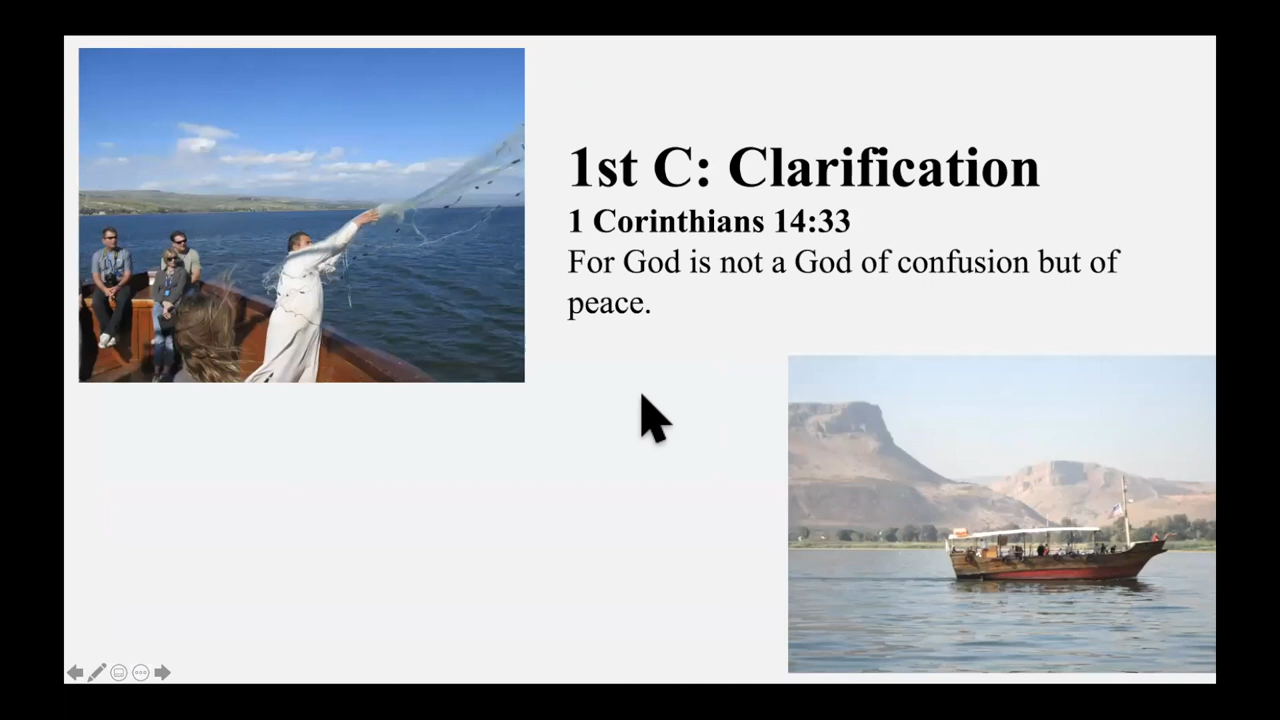 1st C: Clarification
1 Corinthians 14:33
For God is not a God of confusion but of
peace.